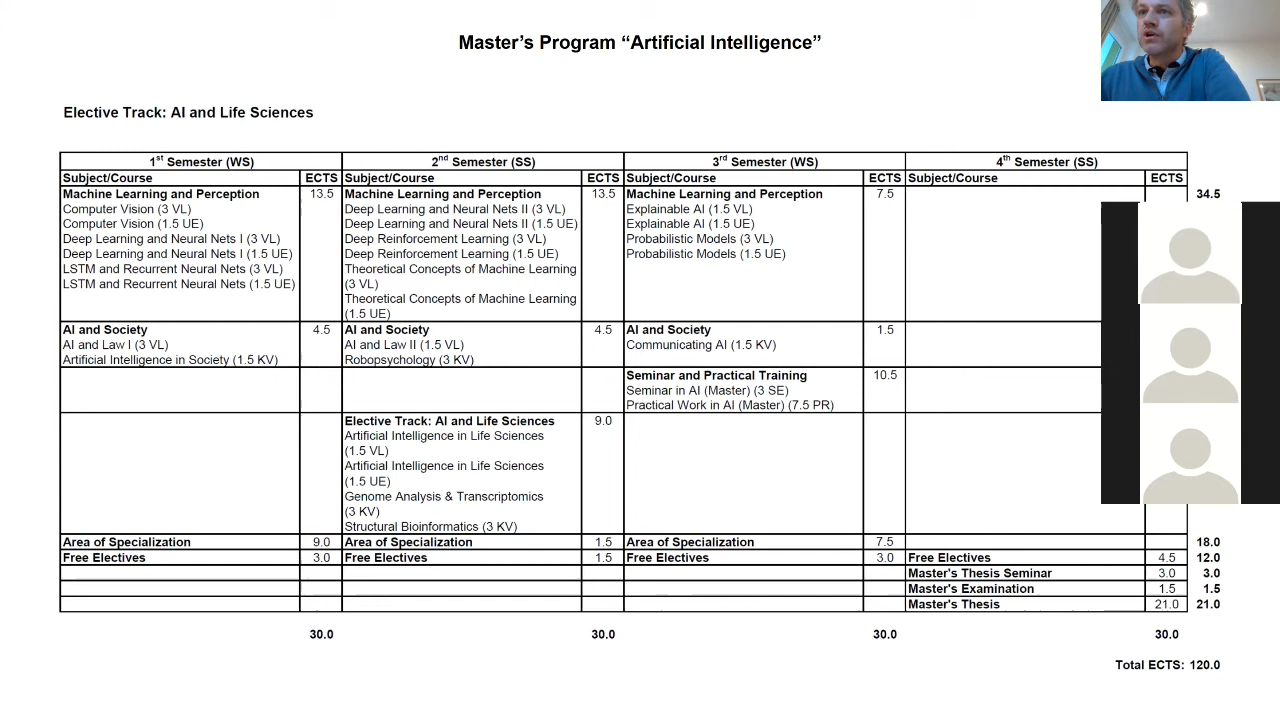 Master’s Program “Artificial Intelligence”
Elective Track: AI and Life Sciences
1st Semester (WS) 2nd Semester (SS) 3rd Semester (WS) 4th Semester (SS)
Subject/Course ECTS Subject/Course ECTS Subject/Course ECTS Subject/Course ECTS
Machine Learning and Perception 13.5 Machine Learning and Perception 13.5 Machine Learning and Perception 7.5 34.5
Computer Vision (3 VL) Deep Learning and Neural Nets II (3 VL) Explainable AI (1.5 VL)
Computer Vision (1.5 UE) Deep Learning and Neural Nets II (1.5 UE) Explainable AI (1.5 UE)
Deep Learning and Neural Nets I (3 VL) Deep Reinforcement Learning (3 VL) Probabilistic Models (3 VL)
Deep Learning and Neural Nets I (1.5 UE) Deep Reinforcement Learning (1.5 UE) Probabilistic Models (1.5 UE)
LSTM and Recurrent Neural Nets (3 VL) Theoretical Concepts of Machine Learning
LSTM and Recurrent Neural Nets (1.5 UE) (3 VL)
Theoretical Concepts of Machine Learning
(1.5 UE)
AI and Society 4.5 AI and Society 4.5 AI and Society 1.5
AI and Law I (3 VL) AI and Law II (1.5 VL) Communicating AI (1.5 KV)
Artificial Intelligence in Society (1.5 KV) Robopsychology (3 KV)
Seminar and Practical Training 10.5
Seminar in AI (Master) (3 SE)
Practical Work in AI (Master) (7.5 PR)
Elective Track: AI and Life Sciences 9.0
Artificial Intelligence in Life Sciences
(1.5 VL)
Artificial Intelligence in Life Sciences
(1.5 UE)
Genome Analysis & Transcriptomics
(3 KV)
Structural Bioinformatics (3 KV)
Area of Specialization 9.0 Area of Specialization 1.5 Area of Specialization 7.5 18.0
Free Electives 3.0 Free Electives 1.5 Free Electives 3.0 Free Electives 4.5 12.0
Master's Thesis Seminar 3.0 3.0
Master's Examination 1.5 1.5
Master's Thesis 21.0 21.0
30.0 30.0 30.0 30.0
Total ECTS: 120.0